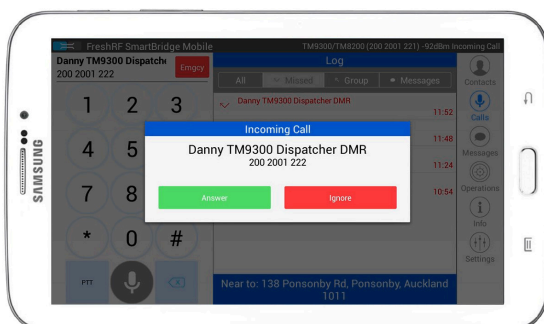 SAMSUNG
FreshRF SmartBridge Mobile
TM9300/TM8200 (200 2001 221) -92dBm Incoming Call
Danny TM9300 Dispatche
200 2001 222
Emgcy
Log
All
Missed
Group
Messages
Contacts
Danny TM9300 Dispatcher DMR
11:52
Calls
1 2 3
Incoming Call
Danny TM9300 Dispatcher DMR
200 2001 222
Answer
Ignore
11:48
11:24
10:54
4 5
7 8
* 0 #
PTT
Messages
Operations
Info
Settings
Near to: 138 Ponsonby Rd, Ponsonby, Auckland
1011